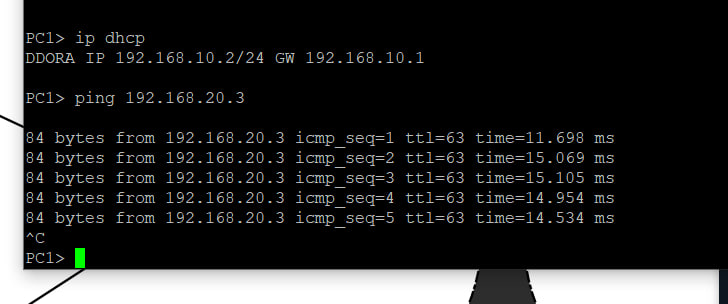 PC1> ip dhcp
DDORA IP 192.168.10.2/24 GW 192.168.10.1
PC1> ping 192.168.20.3
84 bytes from 192.168.20.3 icmp_seq=1 ttl=63 time=11.698 ms
84 bytes from 192.168.20.3 icmp_seq=2 ttl=63 time=15.069 ms
84 bytes from 192.168.20.3 icmp_seq=3 ttl=63 time=15.105 ms
84 bytes from 192.168.20.3 icmp_seq=4 ttl=63 time=14.954 ms
84 bytes from 192.168.20.3 icmp_seq=5 ttl=63 time=14.534 ms
^C
PC1>